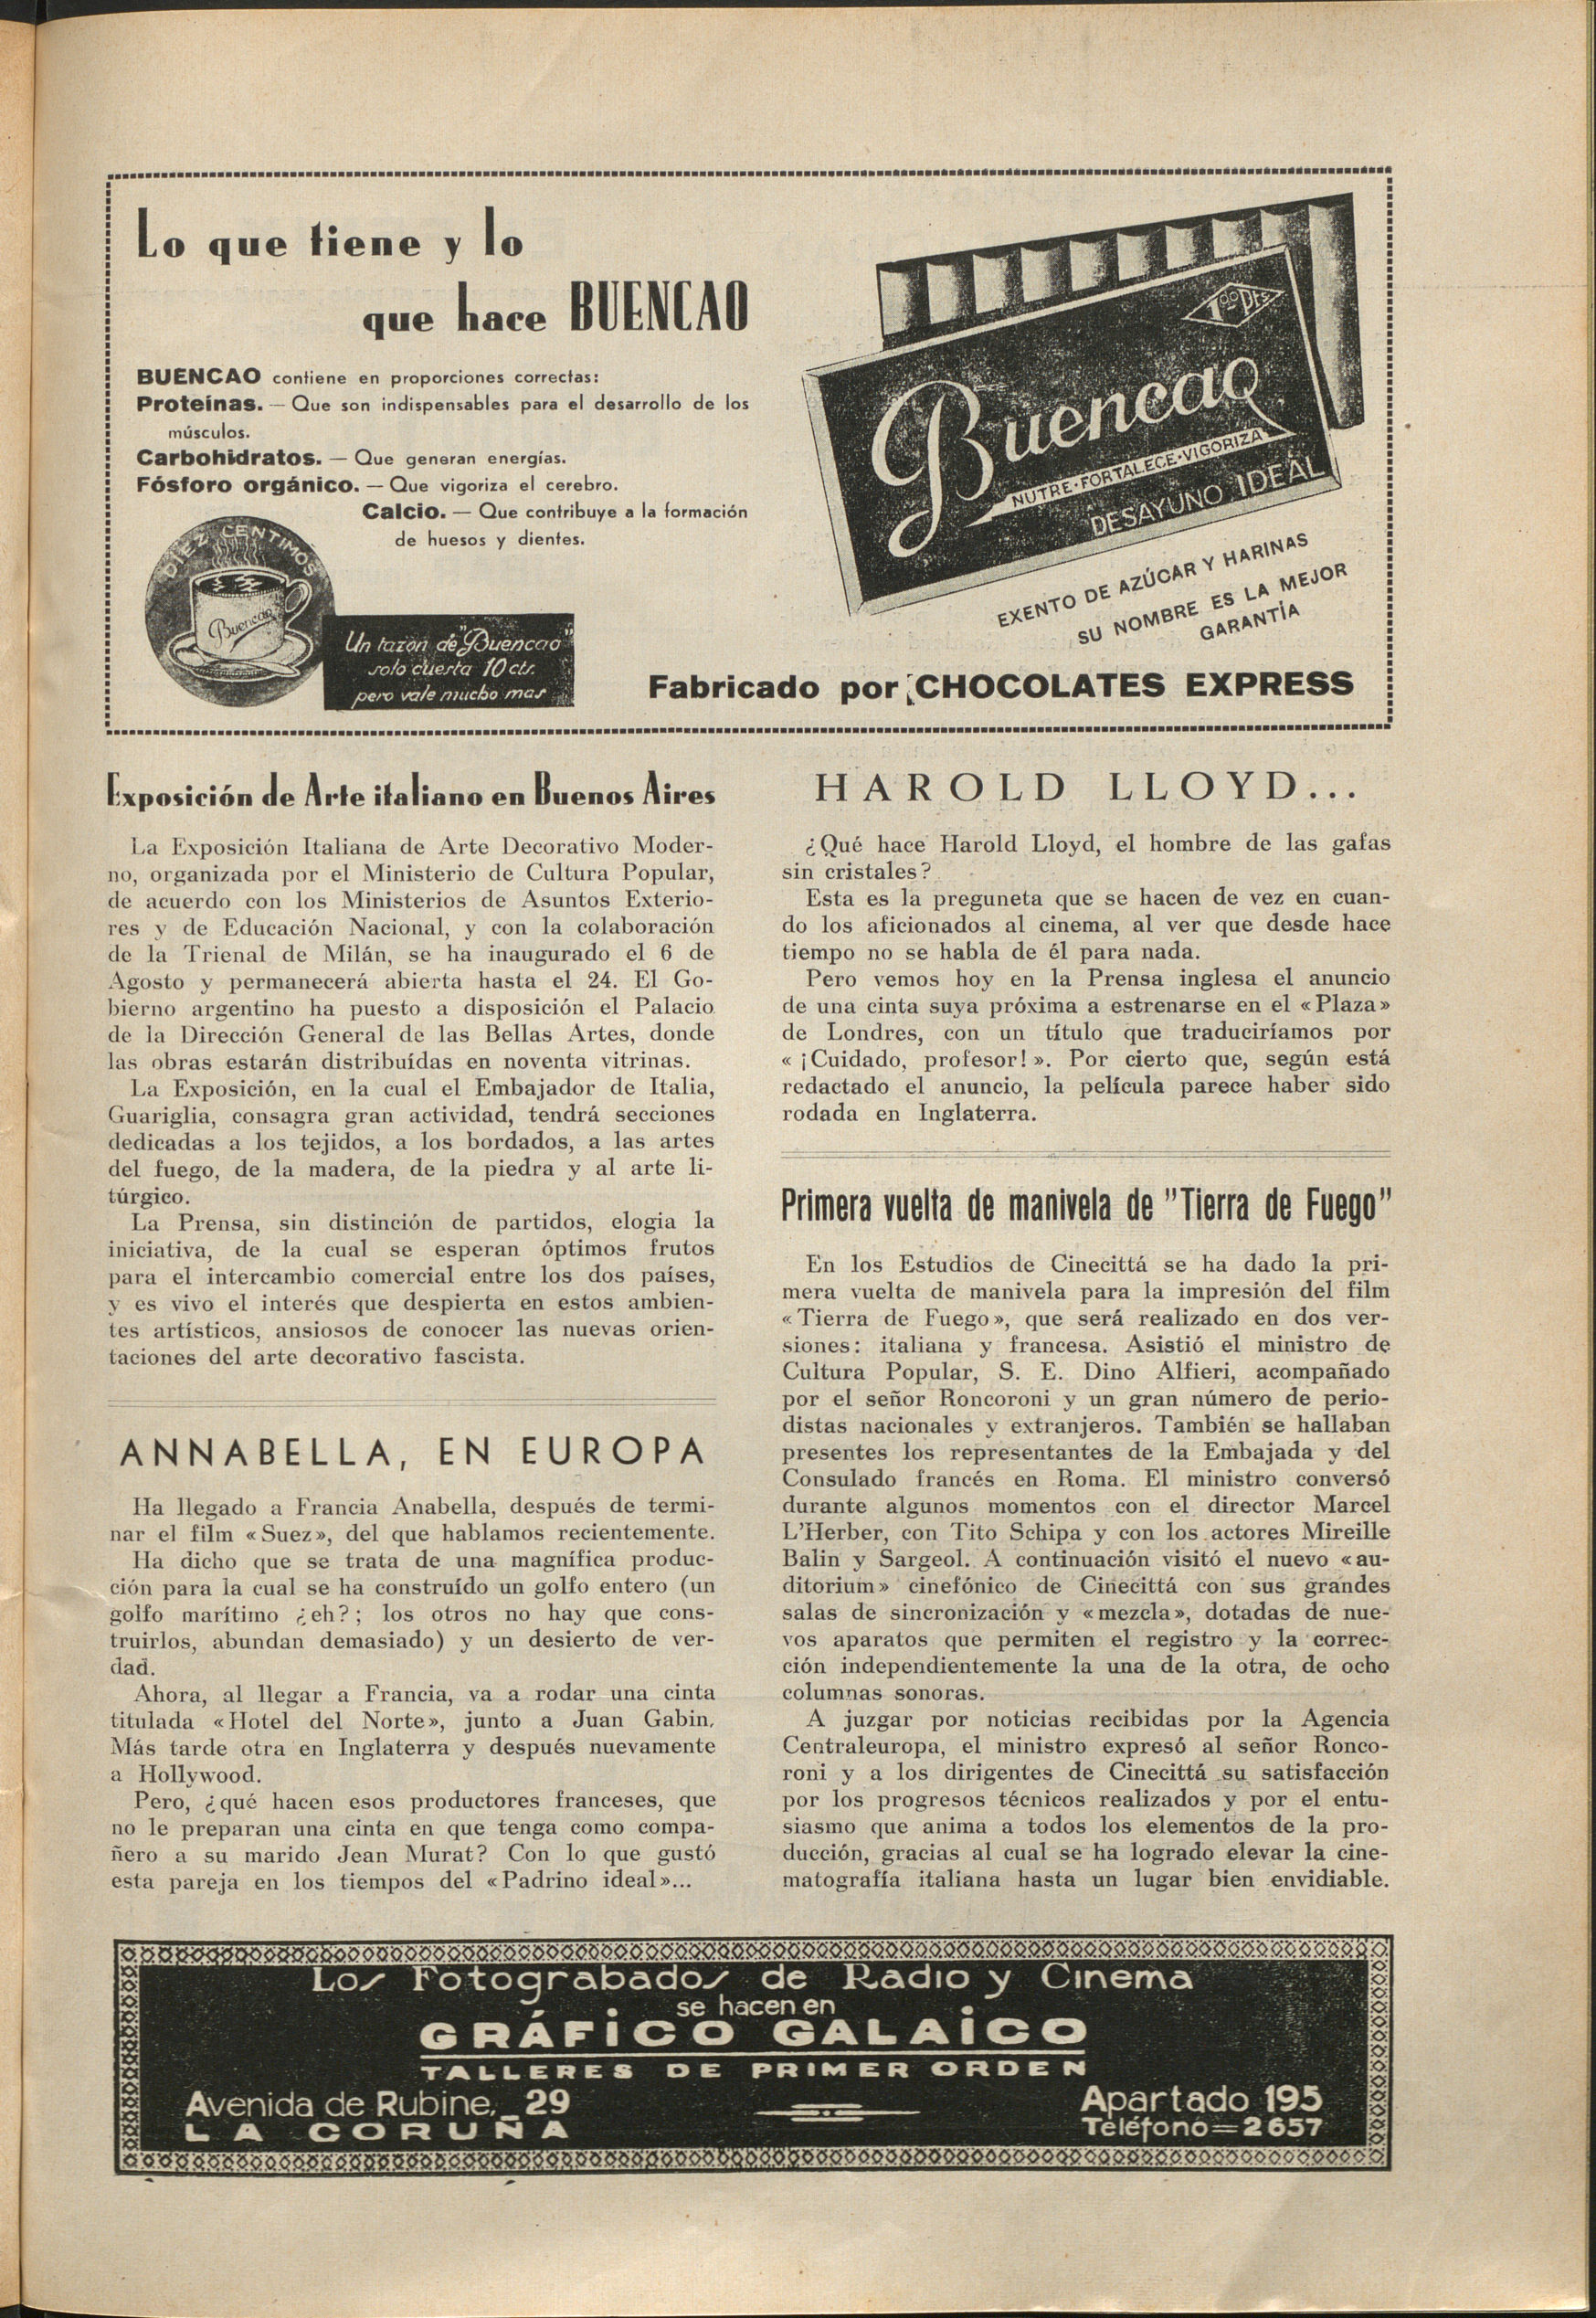 Lo que tiene y lo
que hace BUENCAO
BUENCAO contiene en proporciones correctas:
Proteínas. — Que son indispensables para el desarrollo de los
músculos.
Carbohidratos. — Que generan energías.
Fósforo orgánico. — Que vigoriza el cerebro.
Calcio. — Que contribuye a la formación
de huesos y dientes.
DIEZ CENTIMOS
Buencao
Un tazón de "Buencao"
solo cuesta 10 cts.
pero vale mucho mas
1'00 Pts
Buencao
NUTRE·FORTALECE·VIGORIZA
DESAYUNO IDEAL
EXENTO DE AZÚCAR Y HARINAS
SU NOMBRE ES LA MEJOR
GARANTÍA
Fabricado por CHOCOLATES EXPRESS
Exposición de Arte italiano en Buenos Aires
La Exposición Italiana de Arte Decorativo Moder-
no, organizada por el Ministerio de Cultura Popular,
de acuerdo con los Ministerios de Asuntos Exterio-
res y de Educación Nacional, y con la colaboración
de la Trienal de Milán, se ha inaugurado el 6 de
Agosto y permanecerá abierta hasta el 24. El Go-
bierno argentino ha puesto a disposición el Palacio
de la Dirección General de las Bellas Artes, donde
las obras estarán distribuídas en noventa vitrinas.
La Exposición, en la cual el Embajador de Italia,
Guariglia, consagra gran actividad, tendrá secciones
dedicadas a los tejidos, a los bordados, a las artes
del fuego, de la madera, de la piedra y al arte li-
túrgico.
La Prensa, sin distinción de partidos, elogia la
iniciativa, de la cual se esperan óptimos frutos
para el intercambio comercial entre los dos países,
y es vivo el interés que despierta en estos ambien-
tes artísticos, ansiosos de conocer las nuevas orien-
taciones del arte decorativo fascista.
ANNABELLA, EN EUROPA
Ha llegado a Francia Anabella, después de termi-
nar el film «Suez», del que hablamos recientemente.
Ha dicho que se trata de una magnífica produc-
ción para la cual se ha construído un golfo entero (un
golfo marítimo ¿eh?; los otros no hay que cons-
truirlos, abundan demasiado) y un desierto de ver-
dad.
Ahora, al llegar a Francia, va a rodar una cinta
titulada «Hotel del Norte», junto a Juan Gabin,
Más tarde otra en Inglaterra y después nuevamente
a Hollywood.
Pero, ¿qué hacen esos productores franceses, que
no le preparan una cinta en que tenga como compa-
ñero a su marido Jean Murat? Con lo que gustó
esta pareja en los tiempos del «Padrino ideal»...
HAROLD LLOYD...
¿Qué hace Harold Lloyd, el hombre de las gafas
sin cristales?
Esta es la preguneta que se hacen de vez en cuan-
do los aficionados al cinema, al ver que desde hace
tiempo no se habla de él para nada.
Pero vemos hoy en la Prensa inglesa el anuncio
de una cinta suya próxima a estrenarse en el «Plaza»
de Londres, con un título que traduciríamos por
«¡Cuidado, profesor!». Por cierto que, según está
redactado el anuncio, la película parece haber sido
rodada en Inglaterra.
Primera vuelta de manivela de "Tierra de Fuego"
En los Estudios de Cinecittá se ha dado la pri-
mera vuelta de manivela para la impresión del film
«Tierra de Fuego», que será realizado en dos ver-
siones: italiana y francesa. Asistió el ministro de
Cultura Popular, S. E. Dino Alfieri, acompañado
por el señor Roncoroni y un gran número de perio-
distas nacionales y extranjeros. También se hallaban
presentes los representantes de la Embajada y del
Consulado francés en Roma. El ministro conversó
durante algunos momentos con el director Marcel
L'Herber, con Tito Schipa y con los actores Mireille
Balin y Sargeol. A continuación visitó el nuevo «au-
ditorium» cinefónico de Cinecittá con sus grandes
salas de sincronización y «mezcla», dotadas de nue-
vos aparatos que permiten el registro y la correc-
ción independientemente la una de la otra, de ocho
columnas sonoras.
A juzgar por noticias recibidas por la Agencia
Centraleuropa, el ministro expresó al señor Ronco-
roni y a los dirigentes de Cinecittá su satisfacción
por los progresos técnicos realizados y por el entu-
siasmo que anima a todos los elementos de la pro-
ducción, gracias al cual se ha logrado elevar la cine-
matografía italiana hasta un lugar bien envidiable.
Los Fotograbados de Radio y Cinema
se hacen en
GRÁFICO GALAICO
TALLERES DE PRIMER ORDEN
Avenida de Rubine, 29
LA CORUÑA
Apartado 195
Teléfono=2657